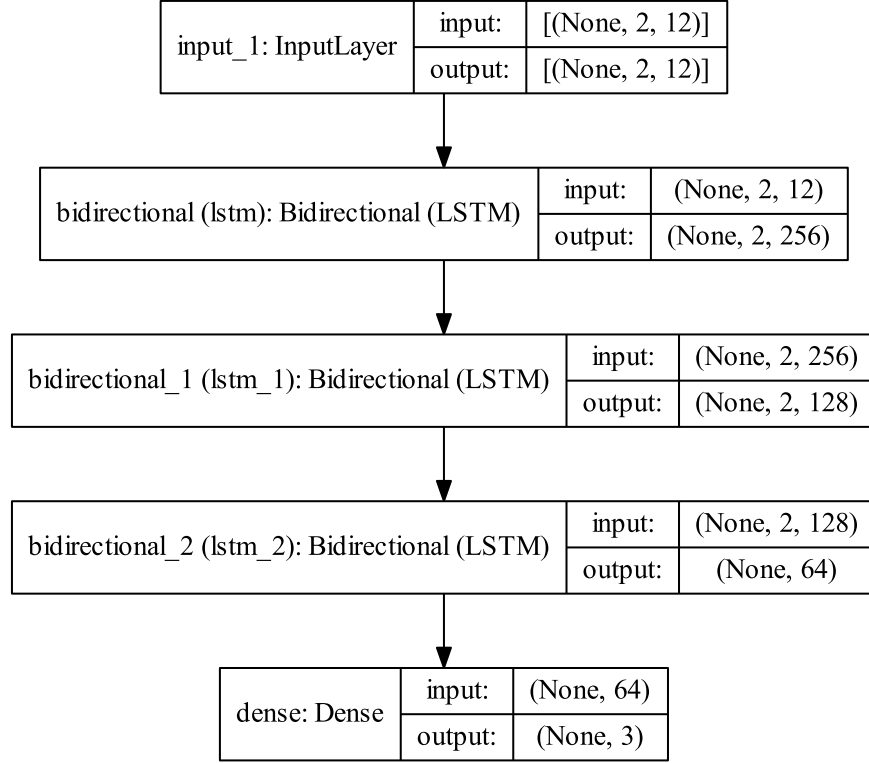 input_1: InputLayer
input: [(None, 2, 12)]
output: [(None, 2, 12)]
bidirectional (lstm): Bidirectional (LSTM)
input: (None, 2, 12)
output: (None, 2, 256)
bidirectional_1 (lstm_1): Bidirectional (LSTM)
input: (None, 2, 256)
output: (None, 2, 128)
bidirectional_2 (lstm_2): Bidirectional (LSTM)
input: (None, 2, 128)
output: (None, 64)
dense: Dense
input: (None, 64)
output: (None, 3)